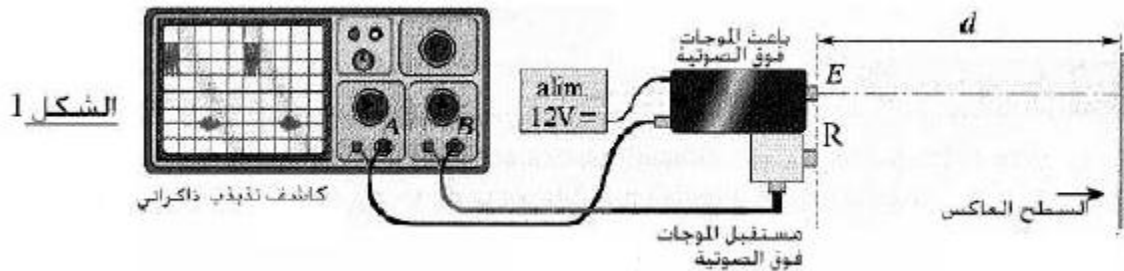 d
باعث الموجات
فوق الصوتية
E
alim
12V =
الشكل 1
A
B
R
كاشف تذبذب ذاكراتي
السطح العاكس
مستقبل الموجات
فوق الصوتية